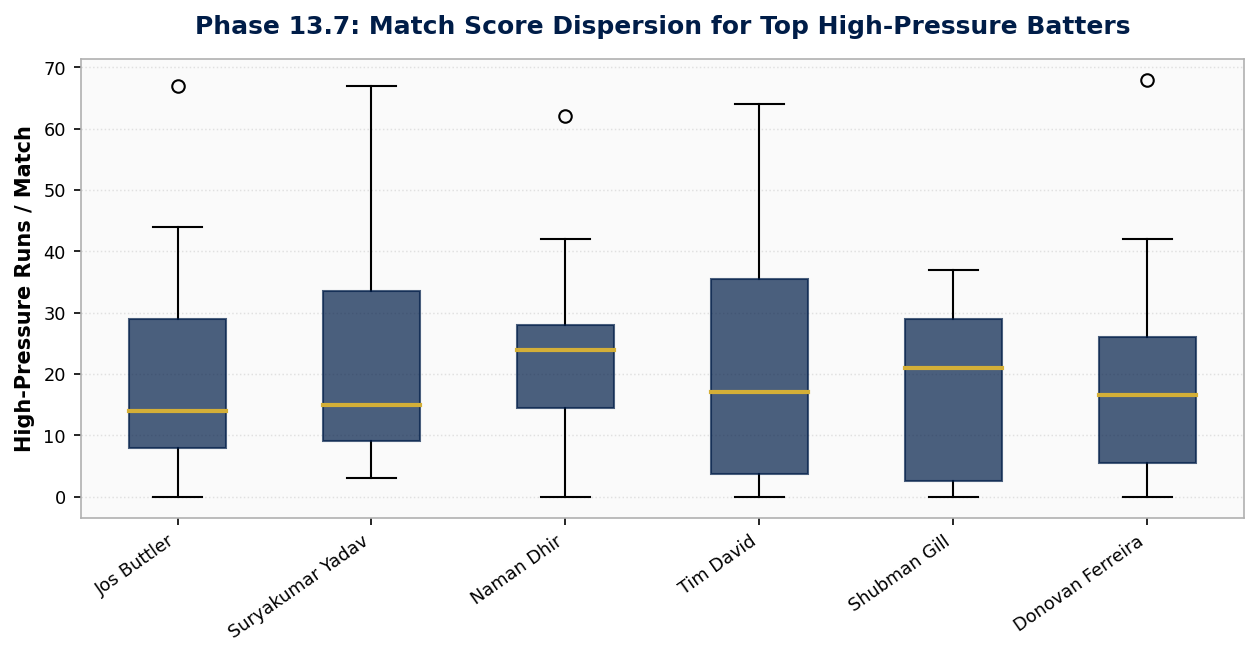 Phase 13.7: Match Score Dispersion for Top High-Pressure Batters
High-Pressure Runs / Match
70
60
50
40
30
20
10
0
Jos Buttler
Suryakumar Yadav
Naman Dhir
Tim David
Shubman Gill
Donovan Ferreira